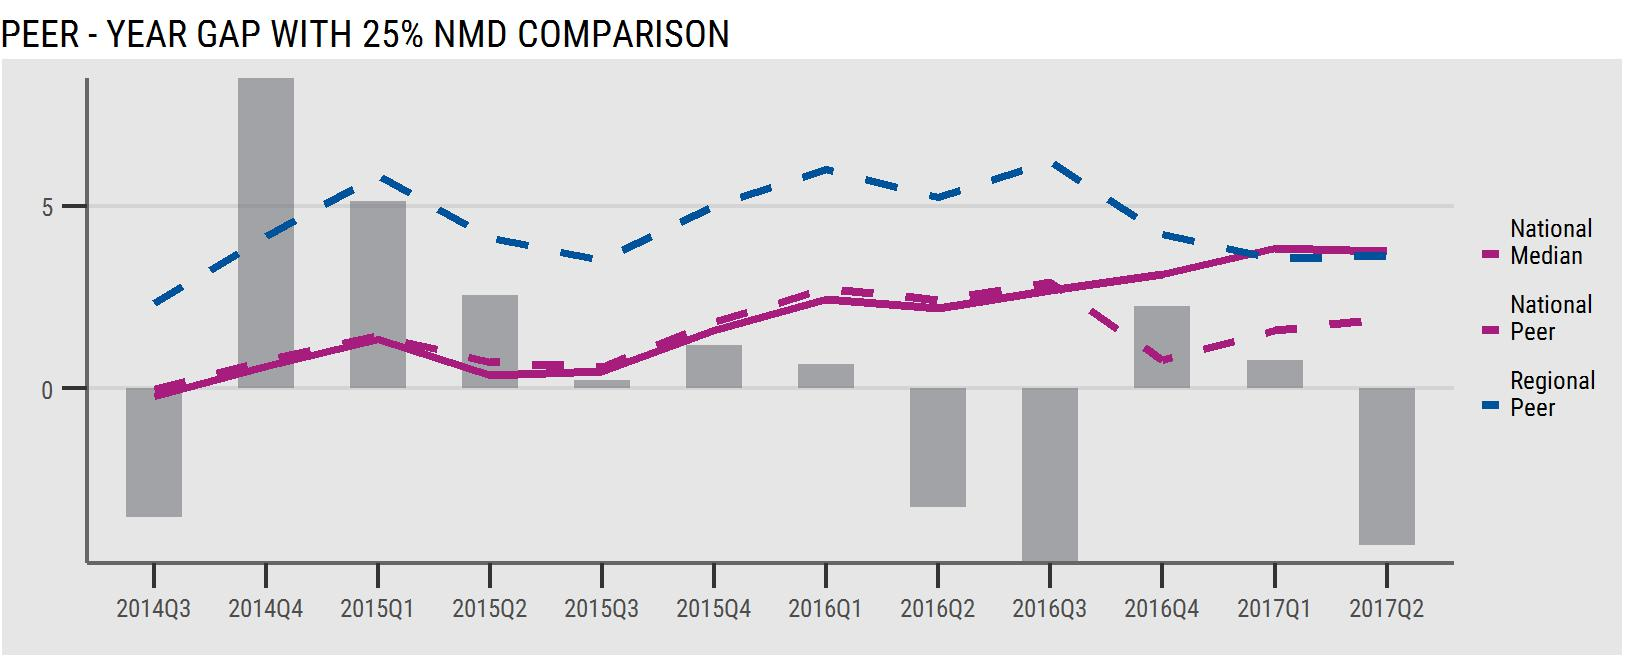 PEER - YEAR GAP WITH 25% NMD COMPARISON
5
0
2014Q3 2014Q4 2015Q1 2015Q2 2015Q3 2015Q4 2016Q1 2016Q2 2016Q3 2016Q4 2017Q1 2017Q2
National
Median
National
Peer
Regional
Peer